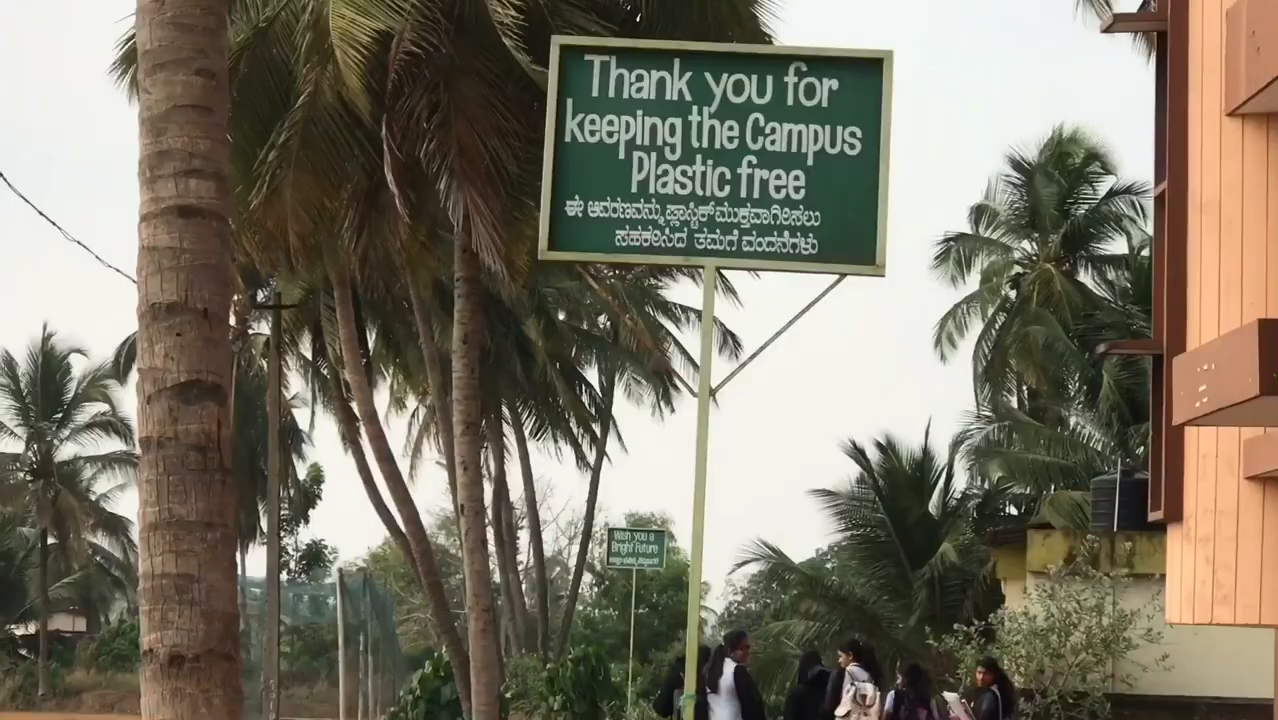 Thank you for
keeping the Campus
Plastic free
ಈ ಆವರಣವನ್ನು ಪ್ಲಾಸ್ಟಿಕ್ ಮುಕ್ತವಾಗಿರಿಸಲು
ಸಹಕರಿಸಿದ ತಮಗೆ ವಂದನೆಗಳು
Wish you a
Bright Future